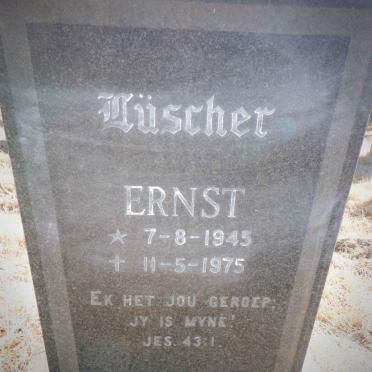 Lüscher
ERNST
* 7-8-1945
† 11-5-1975
EK HET JOU GEROEP;
JY IS MYNE!
JES. 43:1.